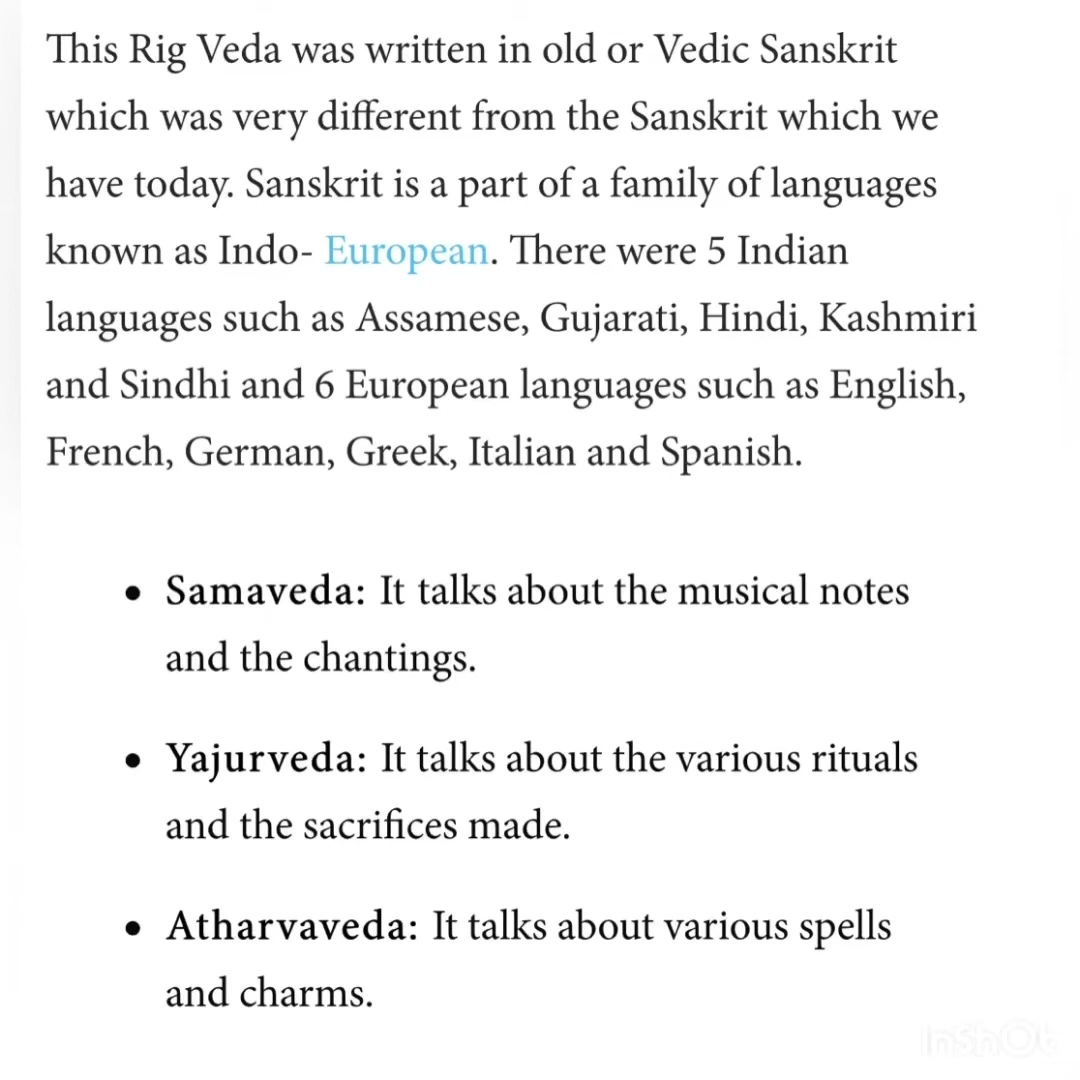 This Rig Veda was written in old or Vedic Sanskrit
which was very different from the Sanskrit which we
have today. Sanskrit is a part of a family of languages
known as Indo- European. There were 5 Indian
languages such as Assamese, Gujarati, Hindi, Kashmiri
and Sindhi and 6 European languages such as English,
French, German, Greek, Italian and Spanish.
• Samaveda: It talks about the musical notes
and the chantings.
• Yajurveda: It talks about the various rituals
and the sacrifices made.
• Atharvaveda: It talks about various spells
and charms.
InShOt